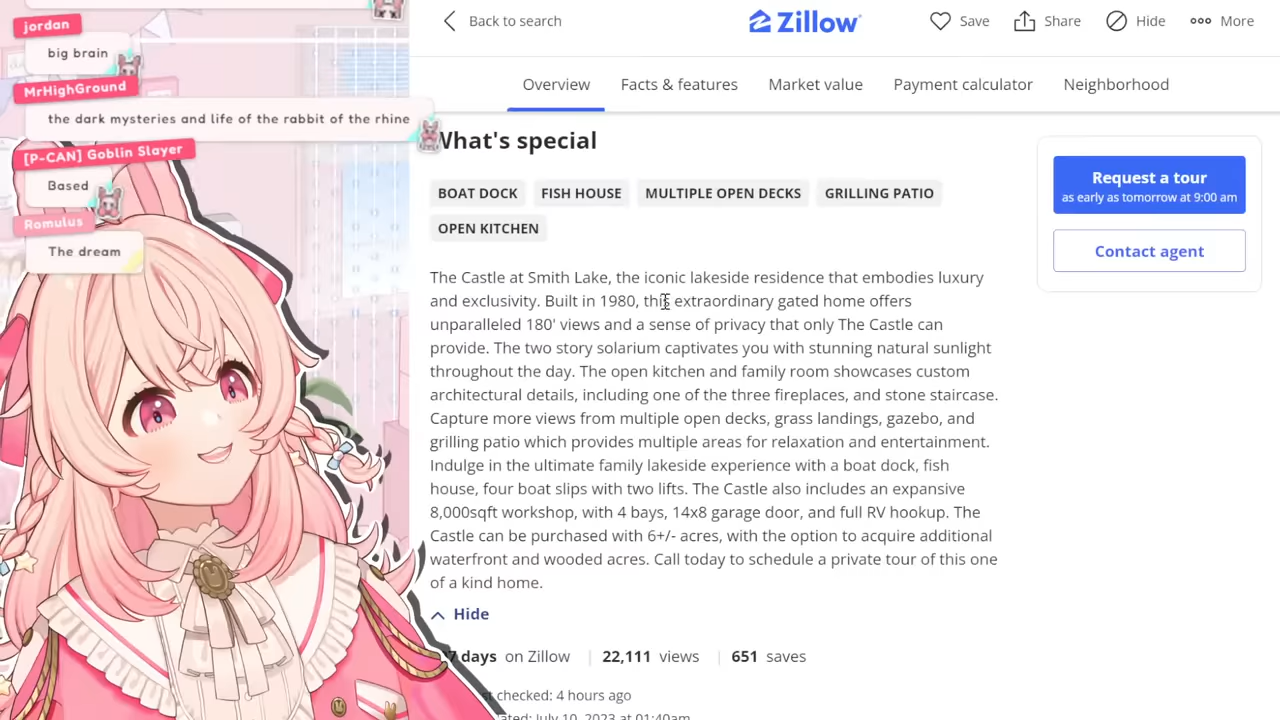 jordan
big brain
MrHighGround
the dark mysteries and life of the rabbit of the rhine
[P-CAN] Goblin Slayer
Based
Romulus
The dream
Back to search
Zillow
Save
Share
Hide
More
Overview
Facts & features
Market value
Payment calculator
Neighborhood
What's special
BOAT DOCK
FISH HOUSE
MULTIPLE OPEN DECKS
GRILLING PATIO
OPEN KITCHEN
The Castle at Smith Lake, the iconic lakeside residence that embodies luxury
and exclusivity. Built in 1980, this extraordinary gated home offers
unparalleled 180' views and a sense of privacy that only The Castle can
provide. The two story solarium captivates you with stunning natural sunlight
throughout the day. The open kitchen and family room showcases custom
architectural details, including one of the three fireplaces, and stone staircase.
Capture more views from multiple open decks, grass landings, gazebo, and
grilling patio which provides multiple areas for relaxation and entertainment.
Indulge in the ultimate family lakeside experience with a boat dock, fish
house, four boat slips with two lifts. The Castle also includes an expansive
8,000sqft workshop, with 4 bays, 14x8 garage door, and full RV hookup. The
Castle can be purchased with 6+/- acres, with the option to acquire additional
waterfront and wooded acres. Call today to schedule a private tour of this one
of a kind home.
Hide
days on Zillow | 22,111 views | 651 saves
checked: 4 hours ago
July 10, 2023 at 01:40am
Request a tour
as early as tomorrow at 9:00 am
Contact agent